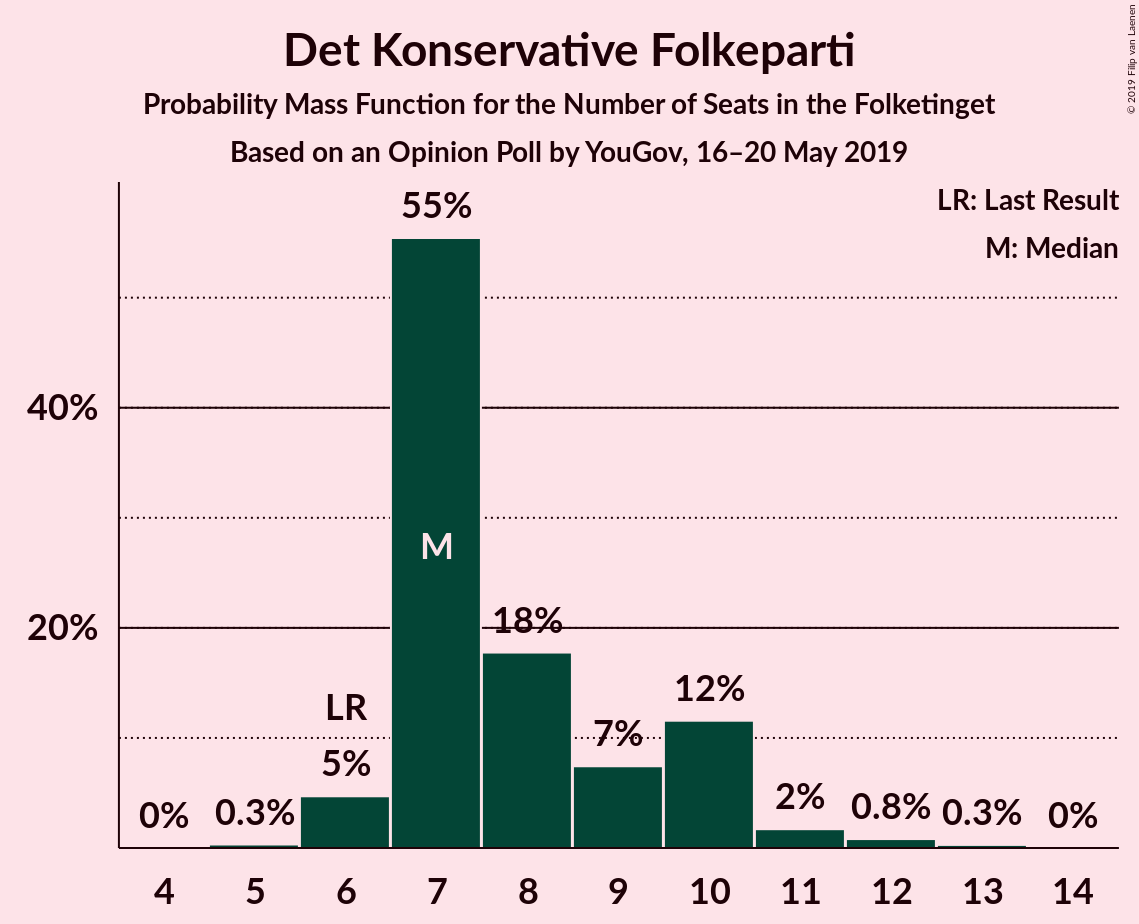 Det Konservative Folkeparti
Probability Mass Function for the Number of Seats in the Folketinget
Based on an Opinion Poll by YouGov, 16–20 May 2019
© 2019 Filip van Laenen
LR: Last Result
M: Median
55%
40%
M
20%
18%
LR
12%
7%
5%
0%
0.3%
2%
0.8%
0.3%
0%
4 5 6 7 8 9 10 11 12 13 14